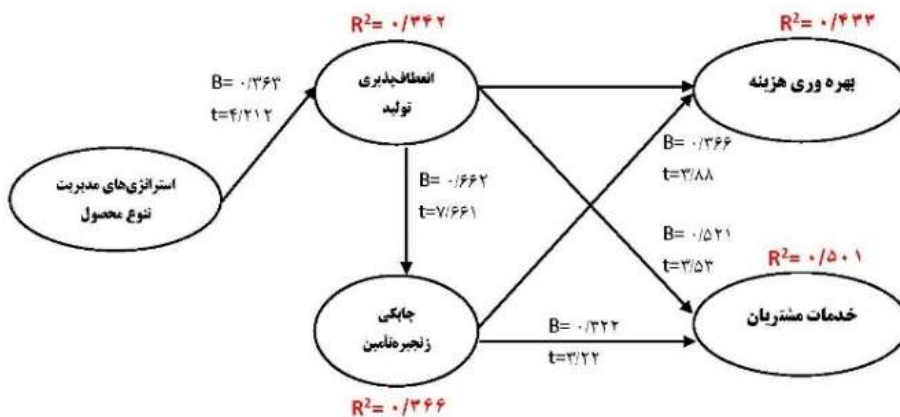 R²= ۰/۳۴۲
R²= ۰/۴۳۳
انعطاف‌پذیری
تولید
بهره وری هزینه
B= ۰/۳۶۳
t=۴/۲۱۲
B= ۰/۳۶۶
t=۳/۸۸
استراتژی‌های مدیریت
تنوع محصول
B= ۰/۶۶۲
t=۷/۶۶۱
B= ۰/۵۲۱
t=۳/۵۳
R²= ۰/۵۰۱
چابکی
زنجیره‌تأمین
خدمات مشتریان
B= ۰/۳۲۲
t=۳/۲۲
R²= ۰/۳۶۶